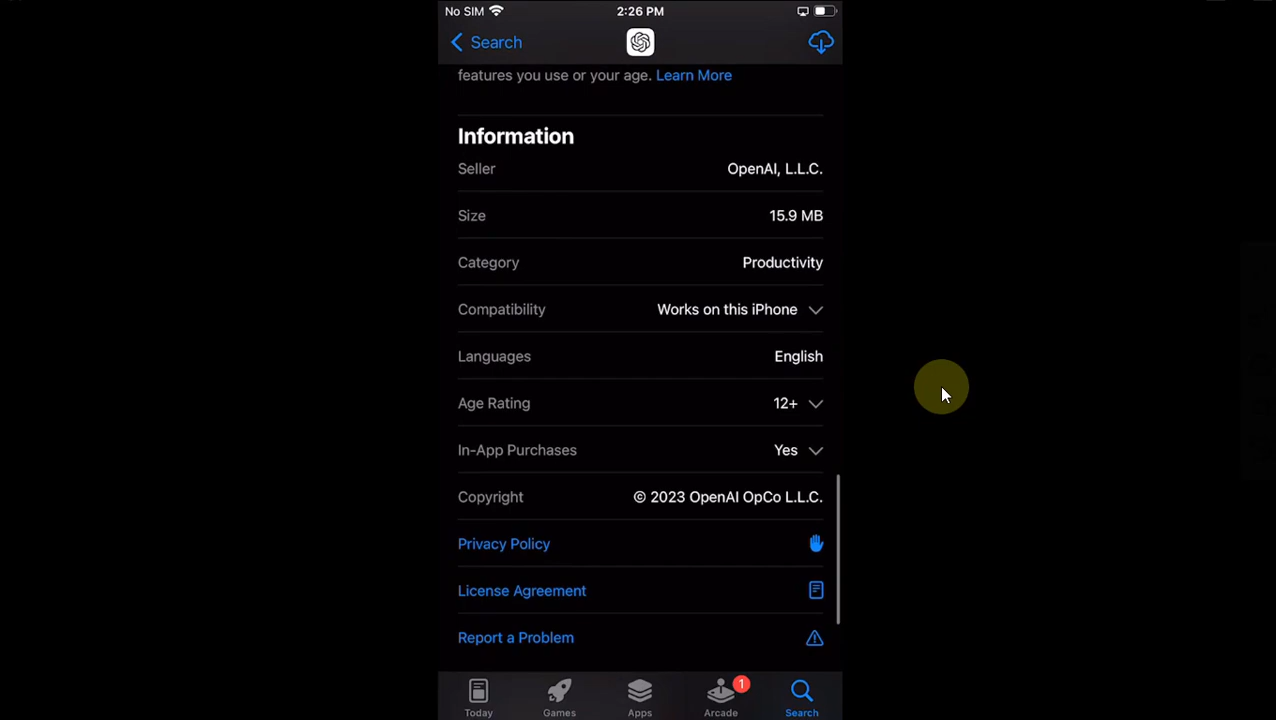 No SIM 2:26 PM
Search
features you use or your age. Learn More
Information
Seller OpenAI, L.L.C.
Size 15.9 MB
Category Productivity
Compatibility Works on this iPhone
Languages English
Age Rating 12+
In-App Purchases Yes
Copyright © 2023 OpenAI OpCo L.L.C.
Privacy Policy
License Agreement
Report a Problem
1
Today Games Apps Arcade Search